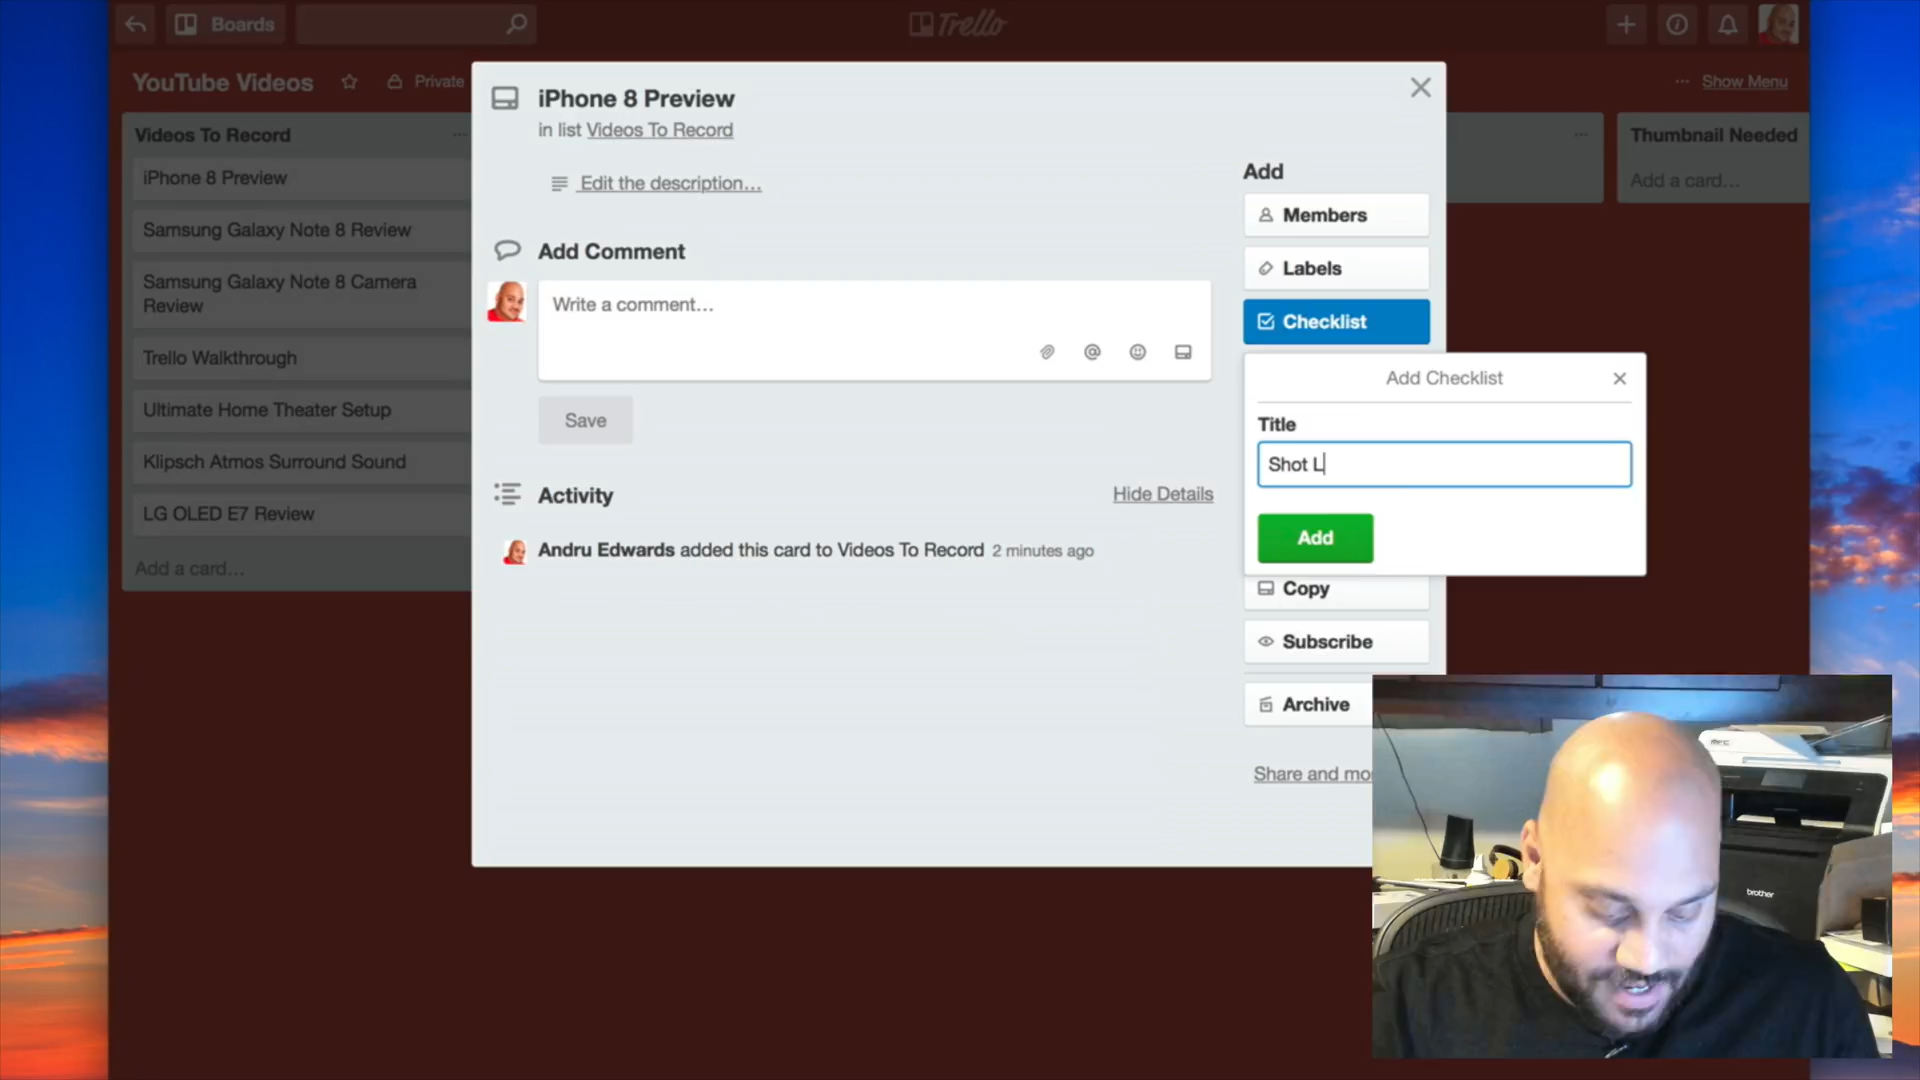 Boards
Trello
YouTube Videos
Private
Show Menu
Videos To Record
iPhone 8 Preview
Samsung Galaxy Note 8 Review
Samsung Galaxy Note 8 Camera
Review
Trello Walkthrough
Ultimate Home Theater Setup
Klipsch Atmos Surround Sound
LG OLED E7 Review
Add a card...
iPhone 8 Preview
in list Videos To Record
Edit the description...
Add Comment
Write a comment...
Save
Activity
Hide Details
Andru Edwards added this card to Videos To Record 2 minutes ago
Add
Members
Labels
Checklist
Add Checklist
Title
Shot L
Add
Copy
Subscribe
Archive
Share and mo
Thumbnail Needed
Add a card...
MFC
brother